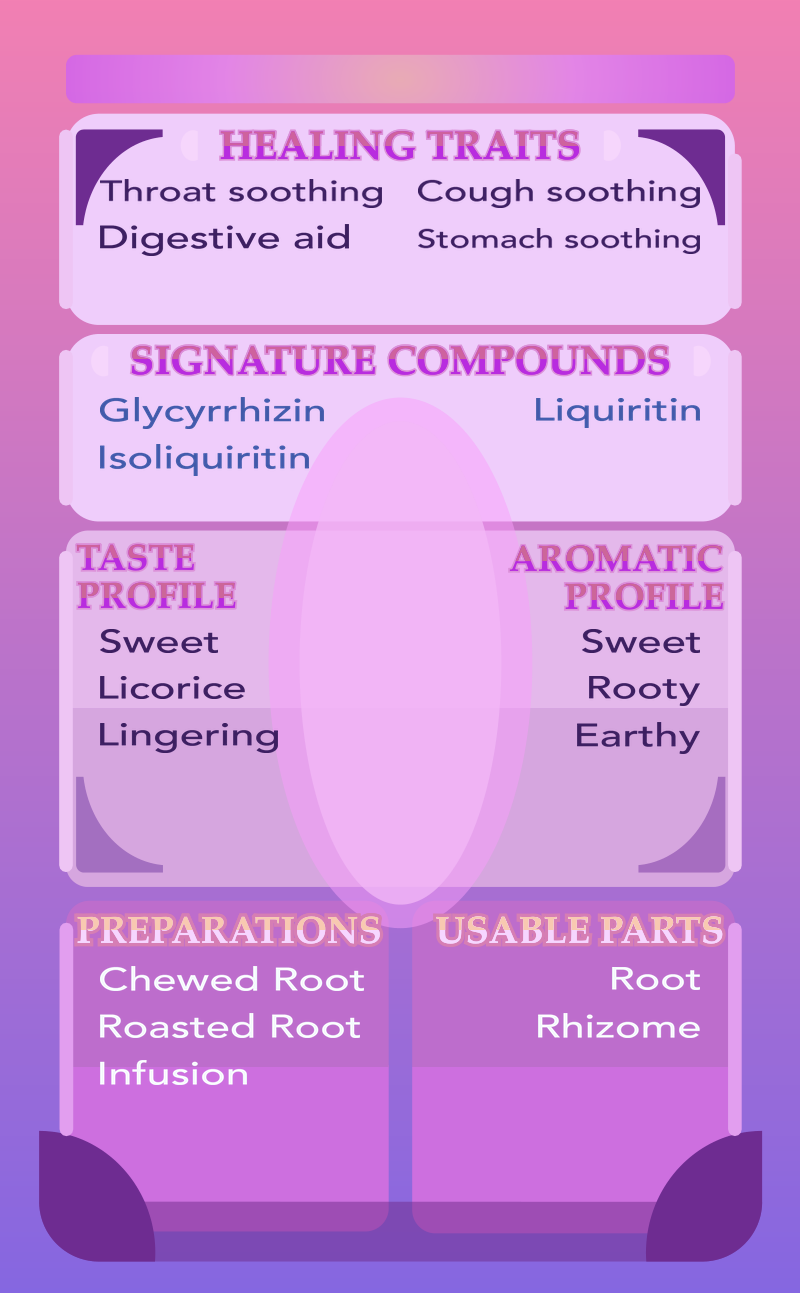 HEALING TRAITS
Throat soothing Cough soothing
Digestive aid Stomach soothing
SIGNATURE COMPOUNDS
Glycyrrhizin Liquiritin
Isoliquiritin
TASTE
PROFILE
Sweet
Licorice
Lingering
AROMATIC
PROFILE
Sweet
Rooty
Earthy
PREPARATIONS
Chewed Root
Roasted Root
Infusion
USABLE PARTS
Root
Rhizome